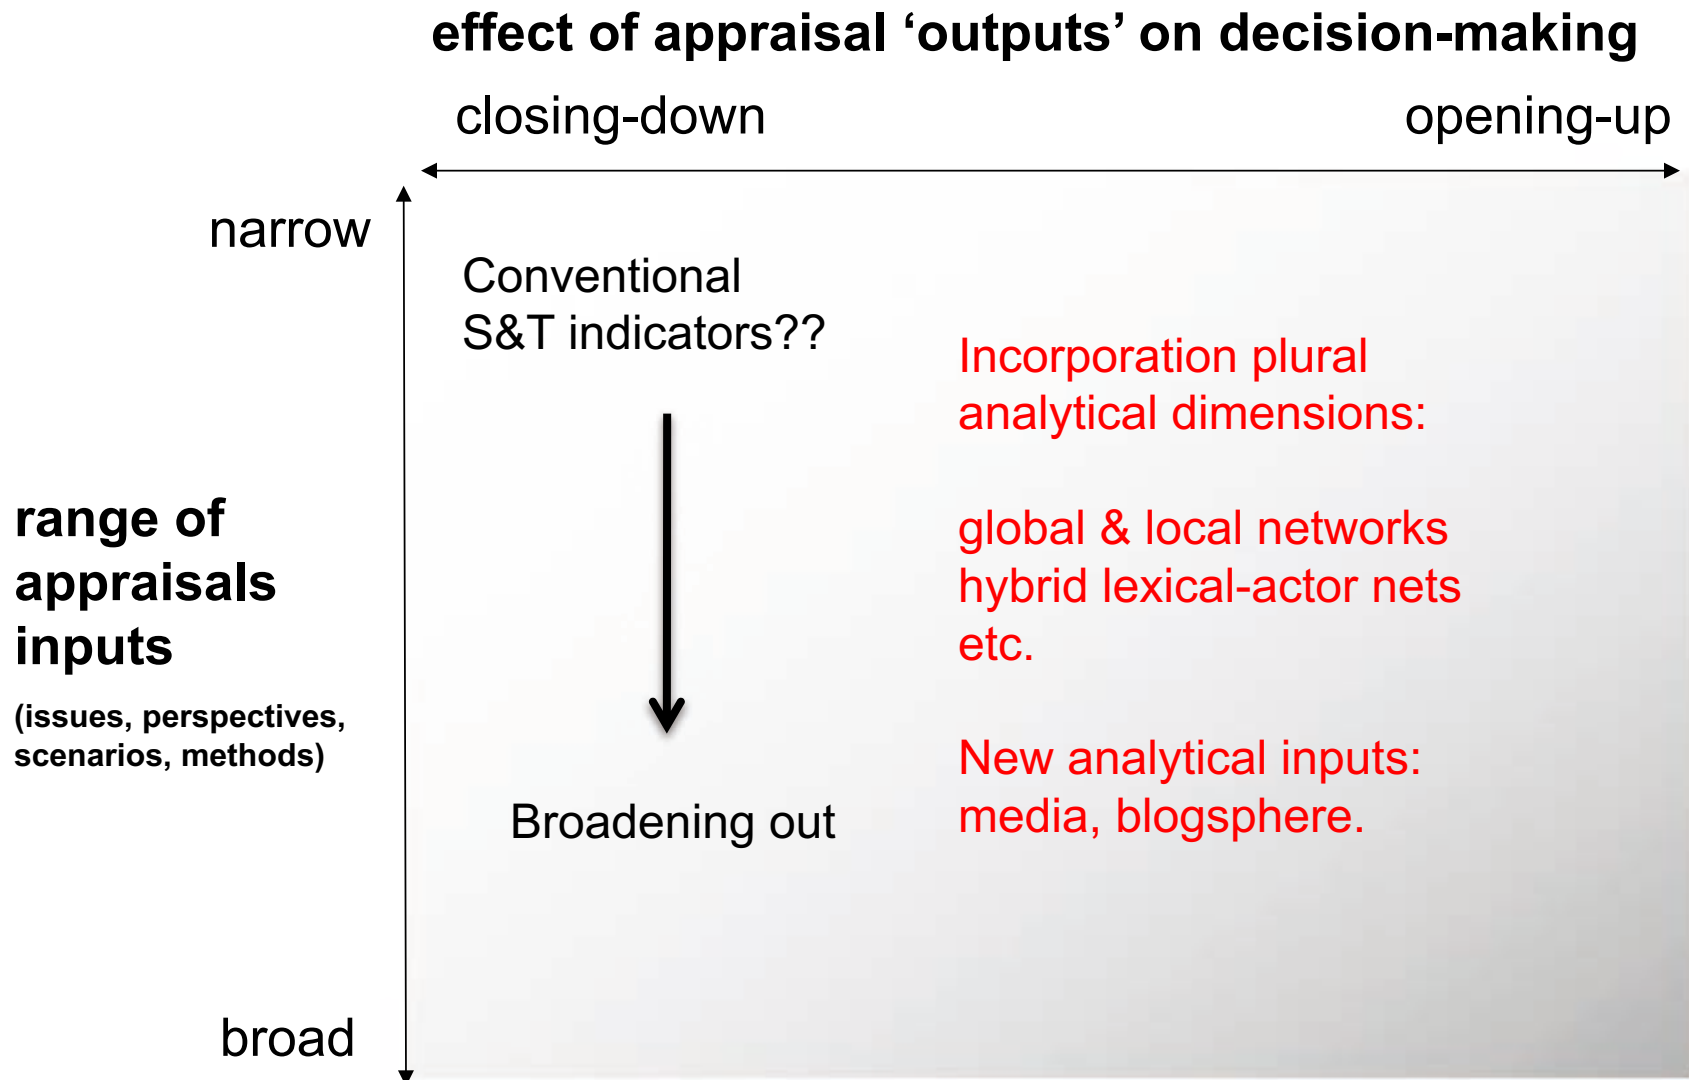 effect of appraisal ‘outputs’ on decision-making
closing-down
opening-up
narrow
Conventional
S&T indicators??
Incorporation plural
analytical dimensions:
global & local networks
hybrid lexical-actor nets
etc.
range of
appraisals
inputs
(issues, perspectives,
scenarios, methods)
New analytical inputs:
media, blogsphere.
Broadening out
broad